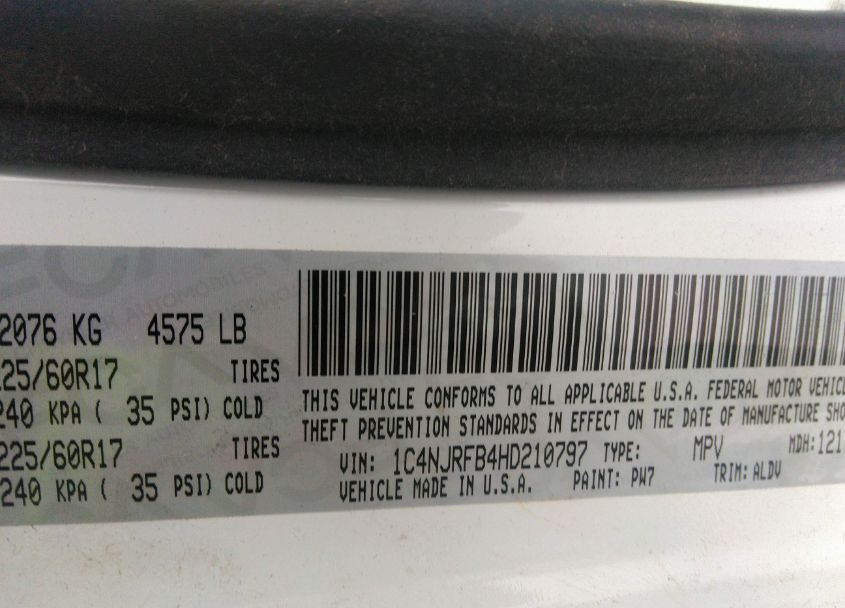 2076 KG 4575 LB
225/60R17 TIRES
240 KPA ( 35 PSI) COLD
225/60R17 TIRES
240 KPA ( 35 PSI) COLD
THIS VEHICLE CONFORMS TO ALL APPLICABLE U.S.A. FEDERAL MOTOR VEHICLE
THEFT PREVENTION STANDARDS IN EFFECT ON THE DATE OF MANUFACTURE SHO
VIN: 1C4NJRFB4HD210797 TYPE: MPV MDH:121
VEHICLE MADE IN U.S.A. PAINT: PW7 TRIM: ALDV